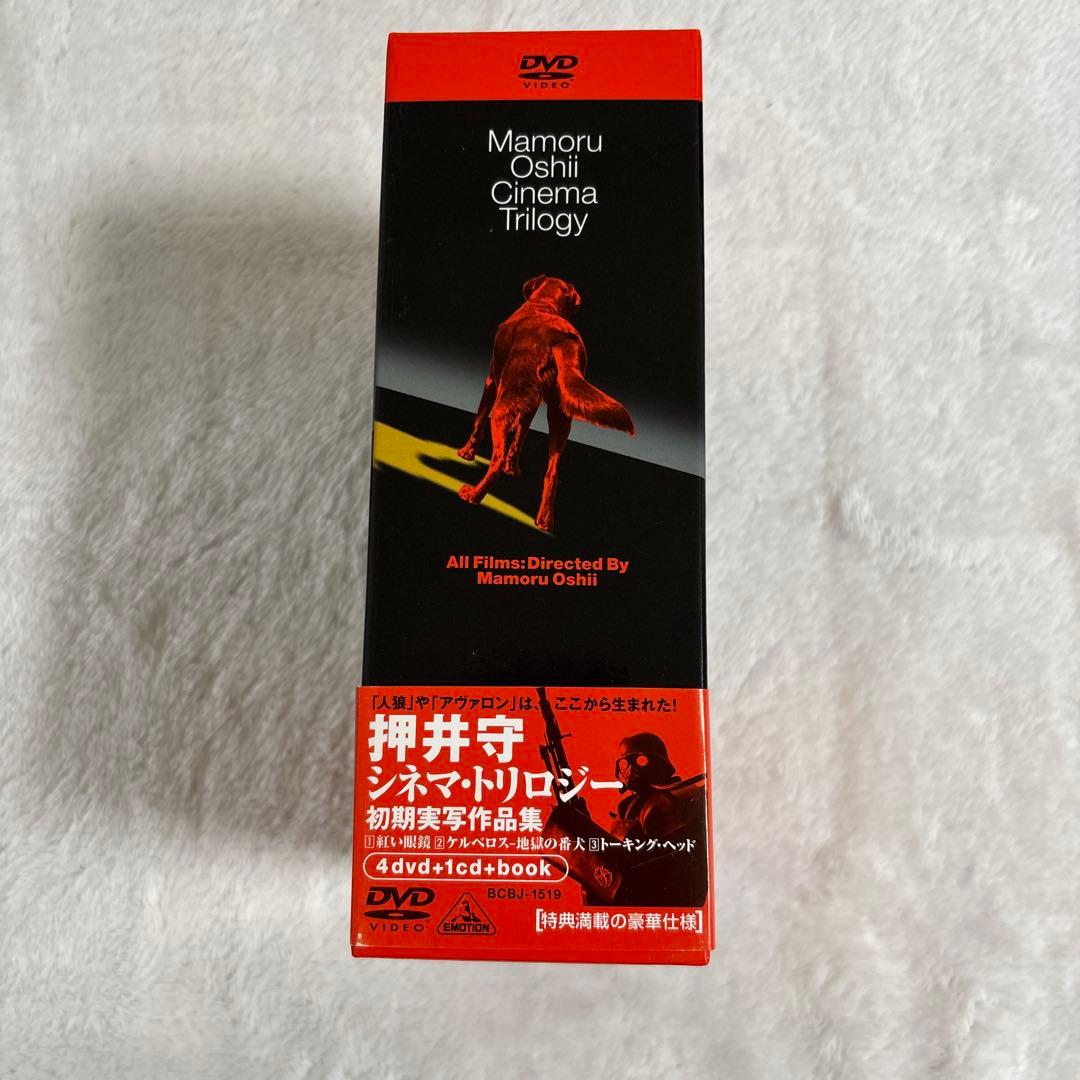 DVD
VIDEO
Mamoru
Oshii
Cinema
Trilogy
All Films:Directed By
Mamoru Oshii
「人狼」や「アヴァロン」は、ここから生まれた!
押井守
シネマ・トリロジー
初期実写作品集
1紅い眼鏡 2ケルベロス-地獄の番犬 3トーキング・ヘッド
4dvd+1cd+book
BCBJ-1519
DVD
VIDEO
EMOTION
[特典満載の豪華仕様]